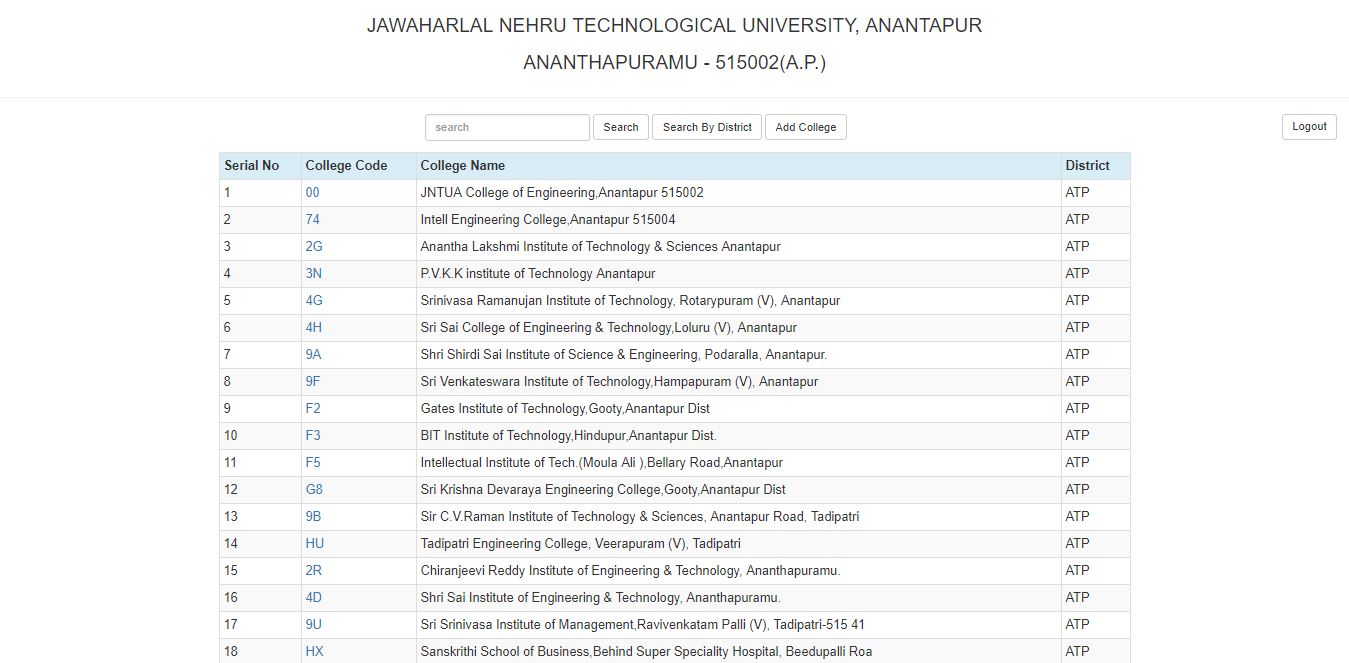 JAWAHARLAL NEHRU TECHNOLOGICAL UNIVERSITY, ANANTAPUR
ANANTHAPURAMU - 515002(A.P.)
search Search Search By District Add College Logout
Serial No College Code College Name District
1 00 JNTUA College of Engineering,Anantapur 515002 ATP
2 74 Intell Engineering College,Anantapur 515004 ATP
3 2G Anantha Lakshmi Institute of Technology & Sciences Anantapur ATP
4 3N P.V.K.K institute of Technology Anantapur ATP
5 4G Srinivasa Ramanujan Institute of Technology, Rotarypuram (V), Anantapur ATP
6 4H Sri Sai College of Engineering & Technology,Loluru (V), Anantapur ATP
7 9A Shri Shirdi Sai Institute of Science & Engineering, Podaralla, Anantapur. ATP
8 9F Sri Venkateswara Institute of Technology,Hampapuram (V), Anantapur ATP
9 F2 Gates Institute of Technology,Gooty,Anantapur Dist ATP
10 F3 BIT Institute of Technology,Hindupur,Anantapur Dist. ATP
11 F5 Intellectual Institute of Tech.(Moula Ali ),Bellary Road,Anantapur ATP
12 G8 Sri Krishna Devaraya Engineering College,Gooty,Anantapur Dist ATP
13 9B Sir C.V.Raman Institute of Technology & Sciences, Anantapur Road, Tadipatri ATP
14 HU Tadipatri Engineering College, Veerapuram (V), Tadipatri ATP
15 2R Chiranjeevi Reddy Institute of Engineering & Technology, Ananthapuramu. ATP
16 4D Shri Sai Institute of Engineering & Technology, Ananthapuramu. ATP
17 9U Sri Srinivasa Institute of Management,Ravivenkatam Palli (V), Tadipatri-515 41 ATP
18 HX Sanskrithi School of Business,Behind Super Speciality Hospital, Beedupalli Roa ATP